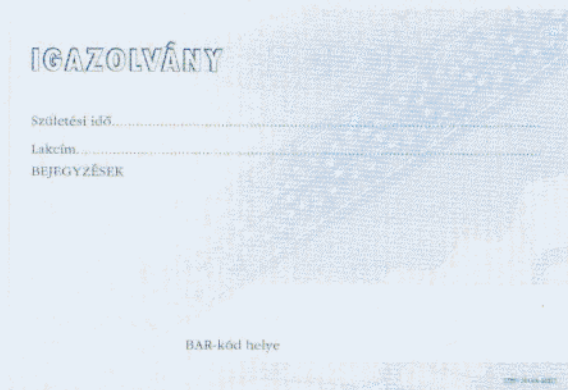 IGAZOLVÁNY
Születési idő
Lakcím
BEJEGYZÉSEK
BAR-kód helye